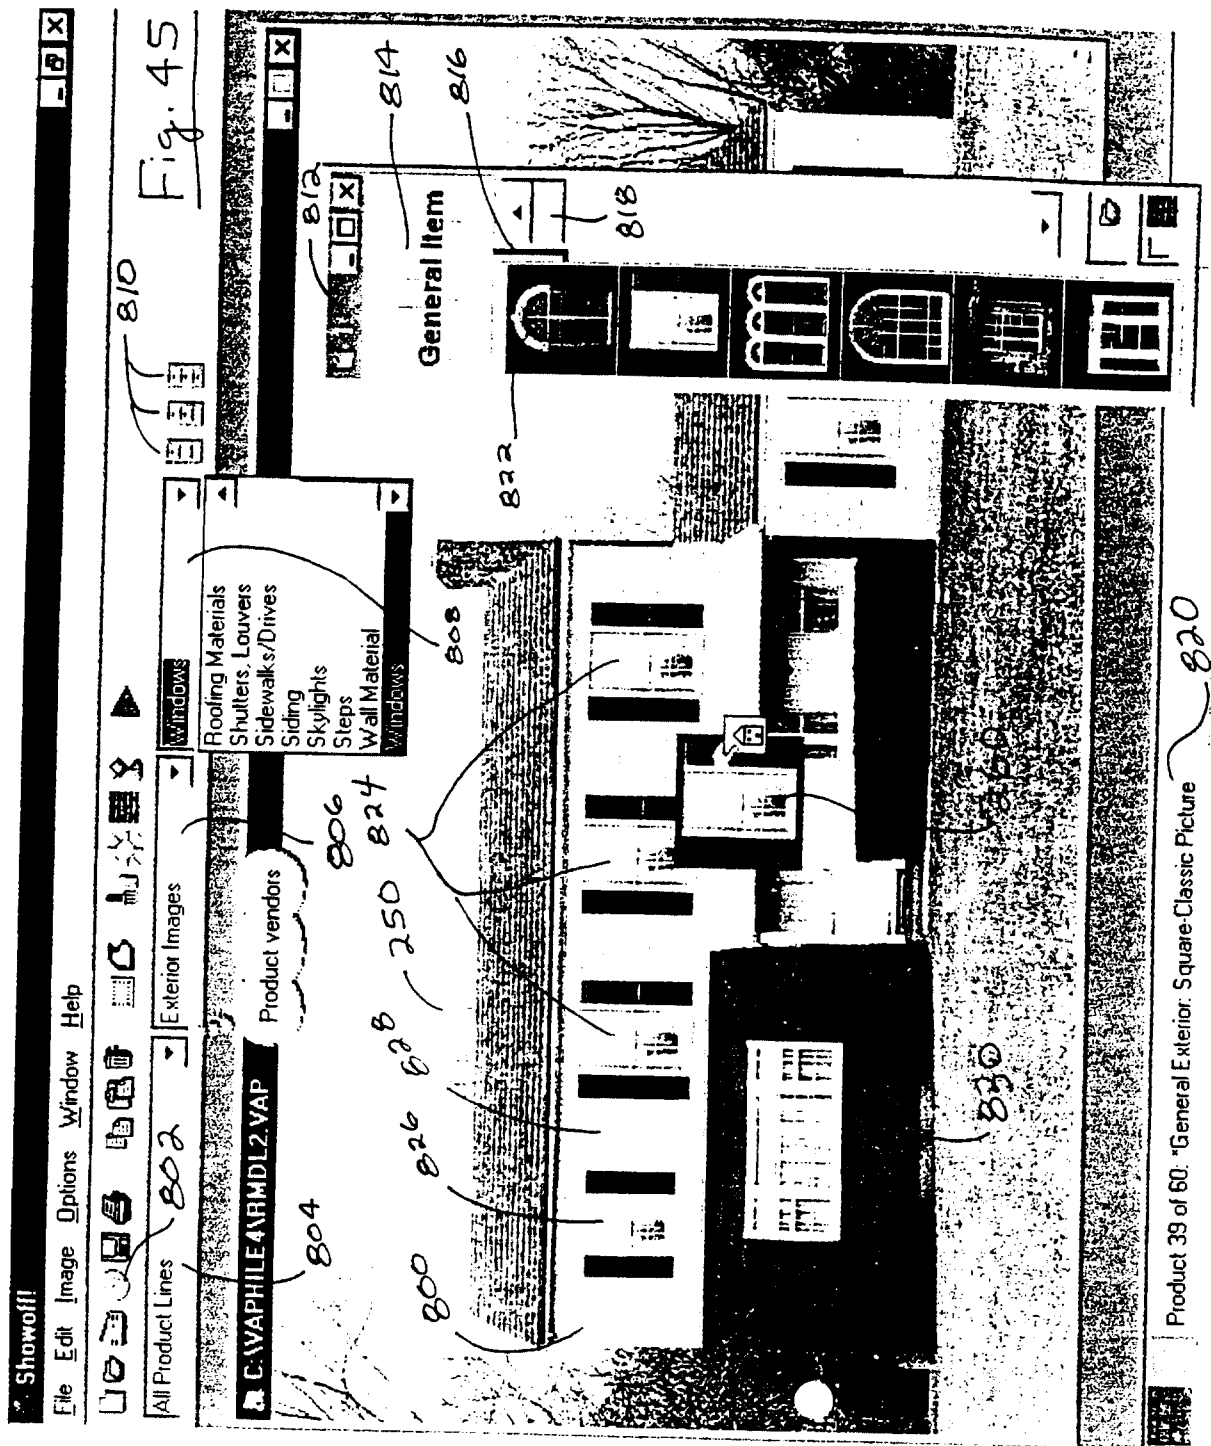 Showoff!
File Edit Image Options Window Help
Fig. 45
802
810
All Product Lines
Exterior Images
Windows
Roofing Materials
Shutters, Louvers
Sidewalks/Drives
Siding
Skylights
Steps
Wall Material
Windows
C:\VAPHILE4\RMDL2.VAP
Product vendors
804
806
808
812
General Item
814
816
818
822
800
826
828
250
824
830
Product 39 of 60: "General Exterior: Square Classic Picture
820